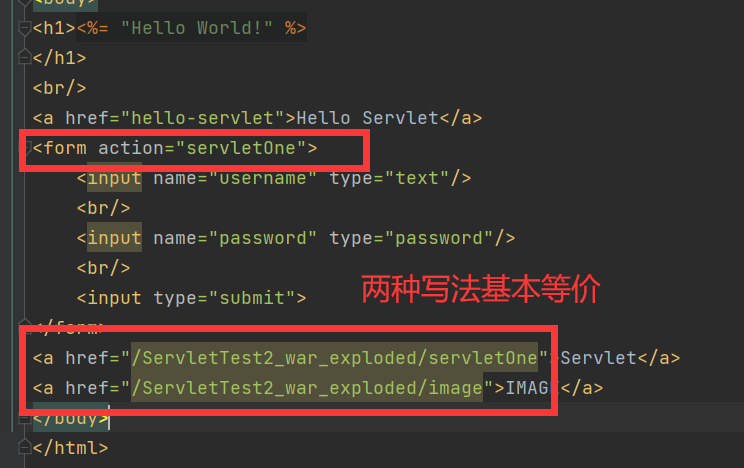 <body>
<h1><%= "Hello World!" %>
</h1>
<br/>
<a href="hello-servlet">Hello Servlet</a>
<form action="servletOne">
<input name="username" type="text"/>
<br/>
<input name="password" type="password"/>
<br/>
两种写法基本等价
<input type="submit">
</form>
<a href="/ServletTest2_war_exploded/servletOne">Servlet</a>
<a href="/ServletTest2_war_exploded/image">IMAGE</a>
</body>
</html>